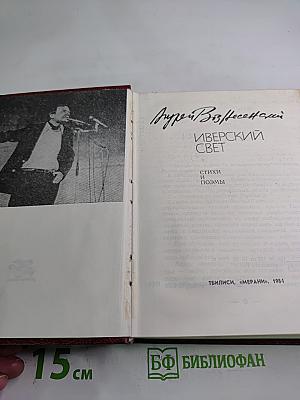 Андрей Вознесенский
ИВЕРСКИЙ
СВЕТ
СТИХИ
И
ПОЭМЫ
ТБИЛИСИ, «МЕРАНИ», 1984
15 см
БФ БИБЛИОФАН